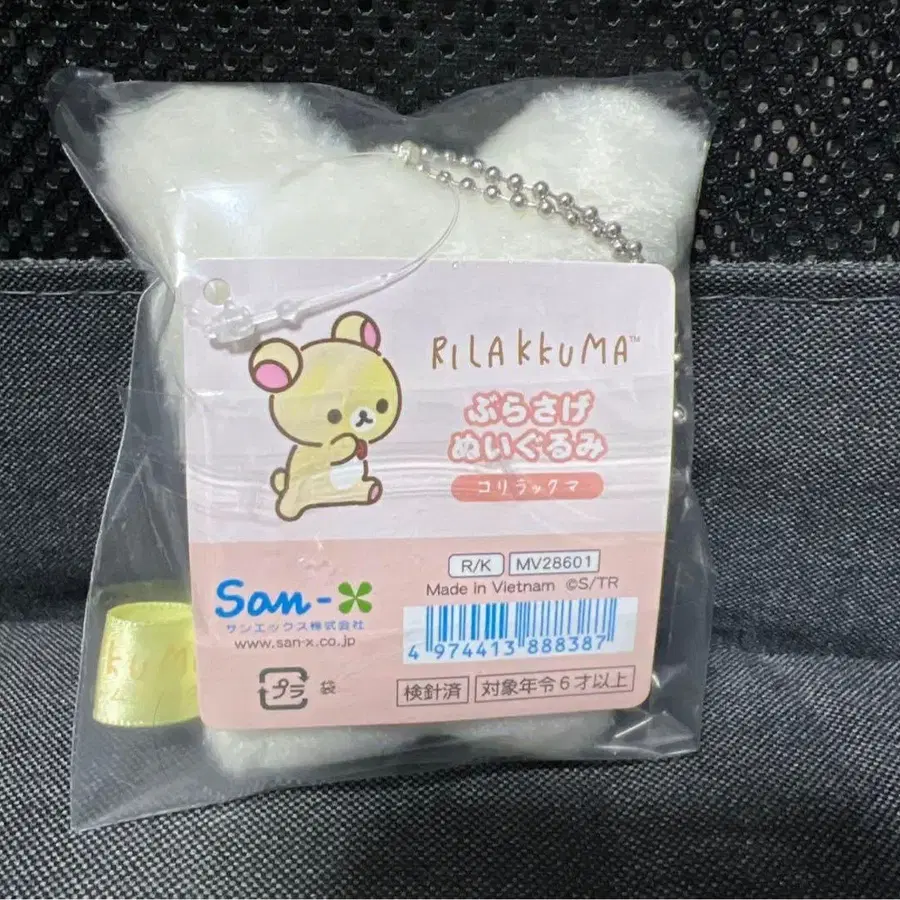 RILAKKUMA™
ぶらさげ
ぬいぐるみ
コリラックマ
R/K MV28601
Made in Vietnam ©S/TR
San-X
サンエックス株式会社
www.san-x.co.jp
4 974413 888387
プラ 袋
検針済 対象年令6才以上
KUM